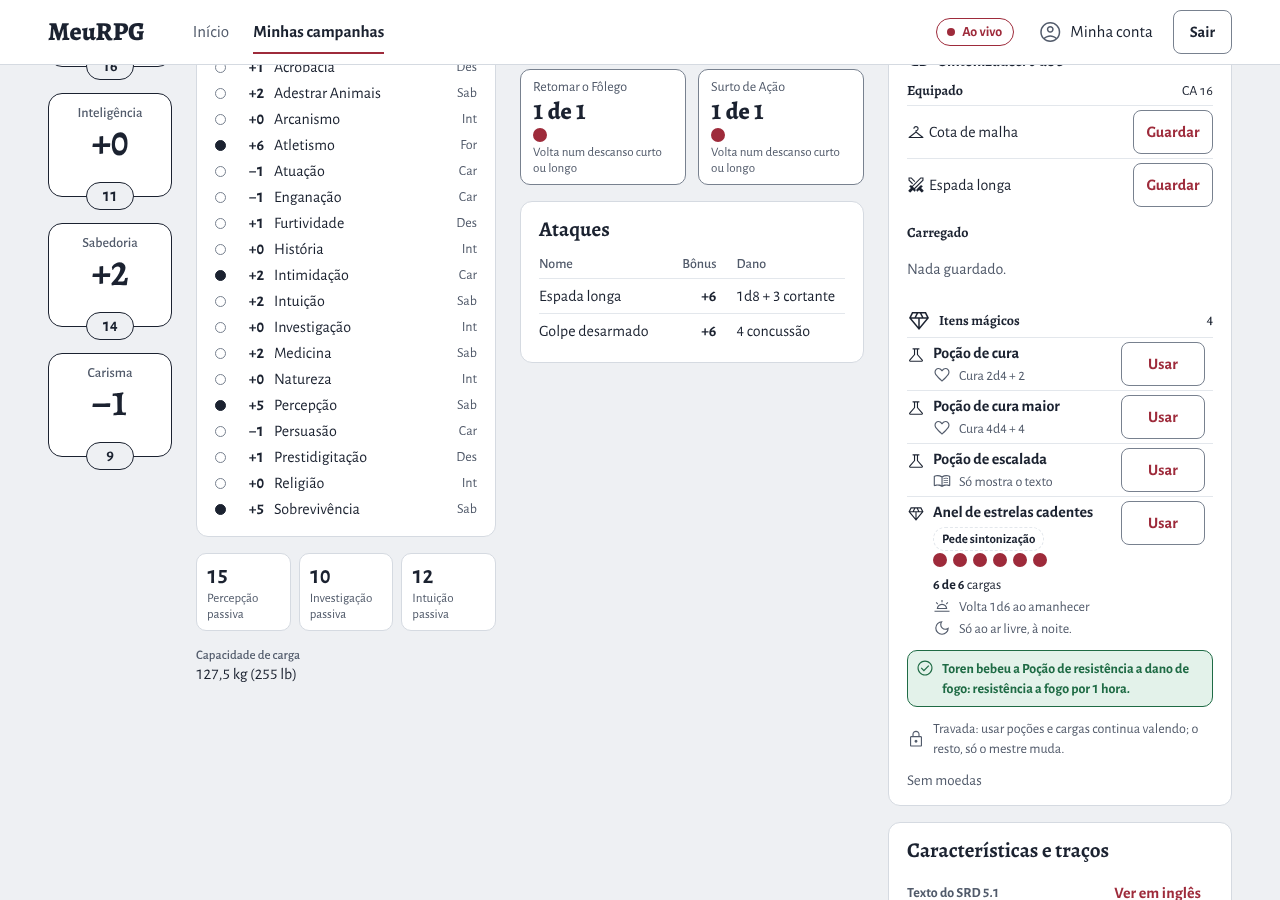 MeuRPG
Início
Minhas campanhas
Ao vivo
Minha conta
Sair
16
Inteligência
+0
11
Sabedoria
+2
14
Carisma
−1
9
+1 Acrobacia Des
+2 Adestrar Animais Sab
+0 Arcanismo Int
+6 Atletismo For
−1 Atuação Car
−1 Enganação Car
+1 Furtividade Des
+0 História Int
+2 Intimidação Car
+2 Intuição Sab
+0 Investigação Int
+2 Medicina Sab
+0 Natureza Int
+5 Percepção Sab
−1 Persuasão Car
+1 Prestidigitação Des
+0 Religião Int
+5 Sobrevivência Sab
15
Percepção
passiva
10
Investigação
passiva
12
Intuição
passiva
Capacidade de carga
127,5 kg (255 lb)
Retomar o Fôlego
1 de 1
Volta num descanso curto
ou longo
Surto de Ação
1 de 1
Volta num descanso curto
ou longo
Ataques
Nome Bônus Dano
Espada longa +6 1d8 + 3 cortante
Golpe desarmado +6 4 concussão
Equipado CA 16
Cota de malha Guardar
Espada longa Guardar
Carregado
Nada guardado.
Itens mágicos 4
Poção de cura
Cura 2d4 + 2
Usar
Poção de cura maior
Cura 4d4 + 4
Usar
Poção de escalada
Só mostra o texto
Usar
Anel de estrelas cadentes
Usar
Pede sintonização
6 de 6 cargas
Volta 1d6 ao amanhecer
Só ao ar livre, à noite.
Toren bebeu a Poção de resistência a dano de
fogo: resistência a fogo por 1 hora.
Travada: usar poções e cargas continua valendo; o
resto, só o mestre muda.
Sem moedas
Características e traços
Texto do SRD 5.1 Ver em inglês